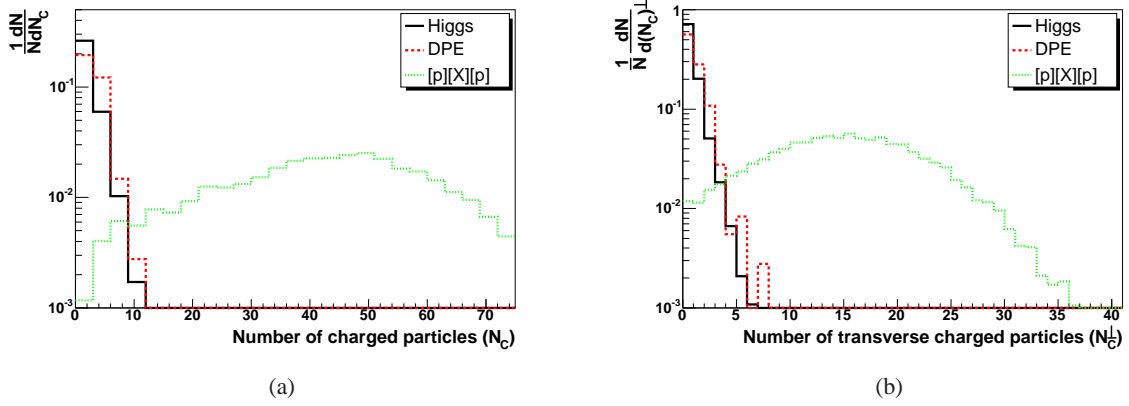 1 dN
N dN_C
Higgs
DPE
[p][X][p]
10^-1
10^-2
10^-3
0 10 20 30 40 50 60 70
Number of charged particles (N_C)
(a)
1 dN
N d(N_C)^⊥
Higgs
DPE
[p][X][p]
1
10^-1
10^-2
10^-3
0 5 10 15 20 25 30 35 40
Number of transverse charged particles (N_C^⊥)
(b)